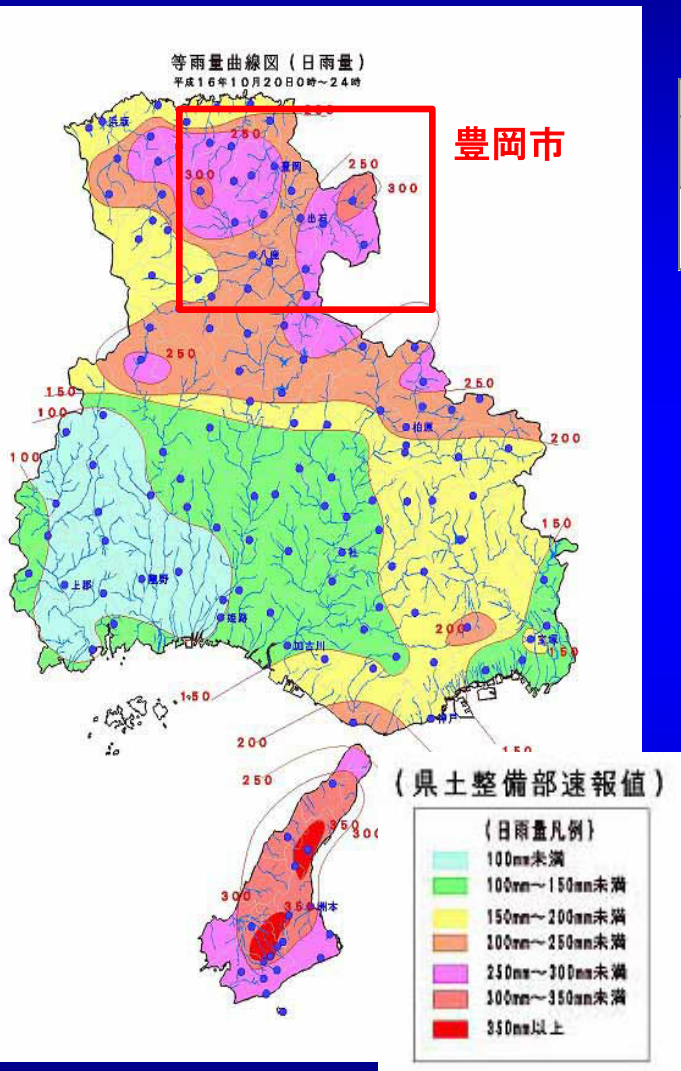 等雨量曲線図（日雨量）
平成16年10月20日0時～24時
豊岡市
浜坂
200
250
豊岡
250
300
300
出石
八鹿
250
150
250
100
柏原
200
100
150
社
上郡
龍野
姫路
200
宝塚
150
加古川
150
神戸
200
150
250
350
300
300
350
洲本
（県土整備部速報値）
{日雨量凡例}
100mm未満
100mm～150mm未満
150mm～200mm未満
200mm～250mm未満
250mm～300mm未満
300mm～350mm未満
350mm以上